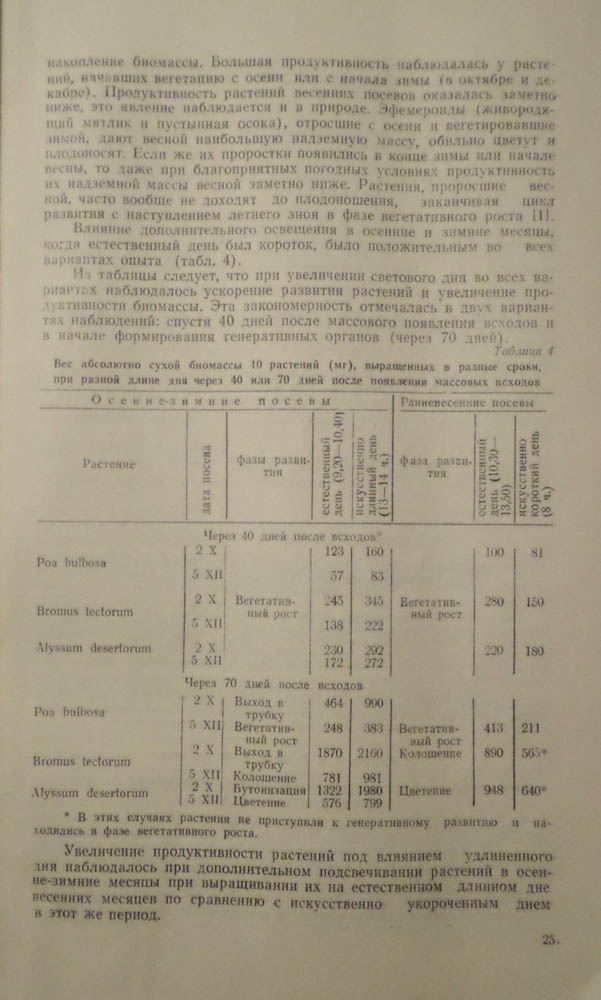 накопление биомассы. Большая продуктивность наблюдалась у расте-
ний, начавших вегетацию с осени или с начала зимы (в октябре и де-
кабре). Продуктивность растений весенних посевов оказалась заметно
ниже, это явление наблюдается и в природе. Эфемероиды (живородя-
щий мятлик и пустынная осока), отросшие с осени и вегетировавшие
зимой, дают весной наибольшую надземную массу, обильно цветут и
плодоносят. Если же их проростки появились в конце зимы или начале
весны, то даже при благоприятных погодных условиях продуктивность
их надземной массы весной заметно ниже. Растения, проросшие вес-
ной, часто вообще не доходят до плодоношения, заканчивая цикл
развития с наступлением летнего зноя в фазе вегетативного роста III.
Влияние дополнительного освещения в осенние и зимние месяцы,
когда естественный день был короток, было положительным во всех
вариантах опыта (табл. 4).
Из таблицы следует, что при увеличении светового дня во всех ва-
риантах наблюдалось ускорение развития растений и увеличение про-
дуктивности биомассы. Эта закономерность отмечалась в двух вариан-
тах наблюдений: спустя 40 дней после массового появления всходов и
в начале формирования генеративных органов (через 70 дней).
Таблица 4
Вес абсолютно сухой биомассы 10 растений (мг), выращенных в разные сроки,
при разной длине дня через 40 или 70 дней после появления массовых всходов
Осенне-зимние посевы Ранневесенние посевы
Растение дата посева фазы разви-
тия естественный
день (9,20—10,40) искусственно
длинный день
(13—14 ч.) фаза разви-
тия естественный
день (10,30—
13,50) искусственно
короткий день
(8 ч.)
Через 40 дней после всходов*
Poa bulbosa 2 X 123 160 100 81
5 XII 57 83
Bromus tectorum 2 X Вегетатив- 245 345 Вегетатив- 280 150
ный рост ный рост
5 XII 138 222
Alyssum desertorum 2 X 230 292 220 180
5 XII 172 272
Через 70 дней после всходов
Poa bulbosa 2 X Выход в 464 990
трубку
5 XII Вегетатив- 248 383 Вегетатив- 413 211
ный рост ный рост
Bromus tectorum 2 X Выход в 1870 2160 Колошение 890 565*
трубку
5 XII Колошение 781 981
Alyssum desertorum 2 X Бутонизация 1322 1980 Цветение 948 640*
5 XII Цветение 576 799
* В этих случаях растения не приступили к генеративному развитию и на-
ходились в фазе вегетативного роста.
Увеличение продуктивности растений под влиянием удлиненного
дня наблюдалось при дополнительном подсвечивании растений в осен-
не-зимние месяцы при выращивании их на естественном длинном дне
весенних месяцев по сравнению с искусственно укороченным днем
в этот же период.
25